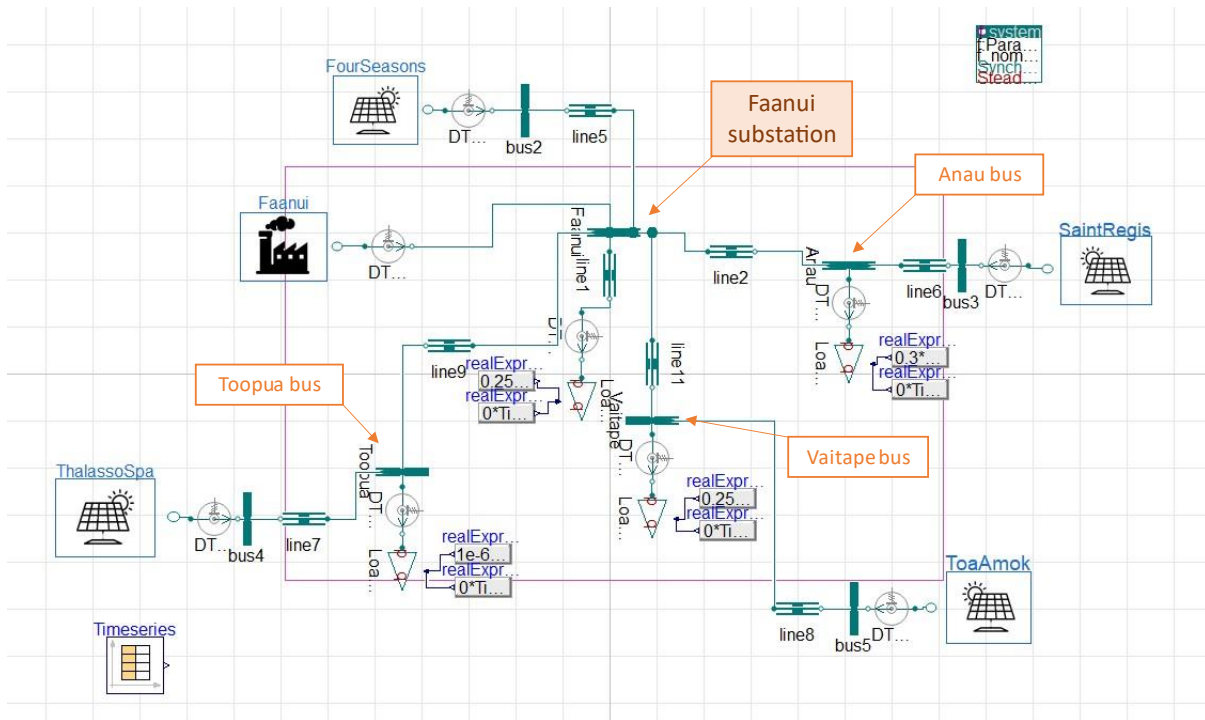 system
Para...
f_nom...
Synch...
Stead...
FourSeasons
DT...
bus2
line5
Faanui
substation
Anau bus
Faanui
DT...
Faanui
line1
line2
Anau
DT...
Loa...
line6
bus3
DT...
SaintRegis
realExpr...
0.3*
realExpr...
0*Ti...
line9
realExpr...
0.25...
realExpr...
0*Ti...
Loa...
p q
line11
Toopua bus
Vaitape
DT...
Loa...
p q
Vaitape bus
realExpr...
0.25...
realExpr...
0*Ti...
ThalassoSpa
DT...
bus4
line7
Toopua
DT...
Loa...
p q
realExpr...
1e-6...
realExpr...
0*Ti...
ToaAmok
line8
bus5
DT...
Timeseries